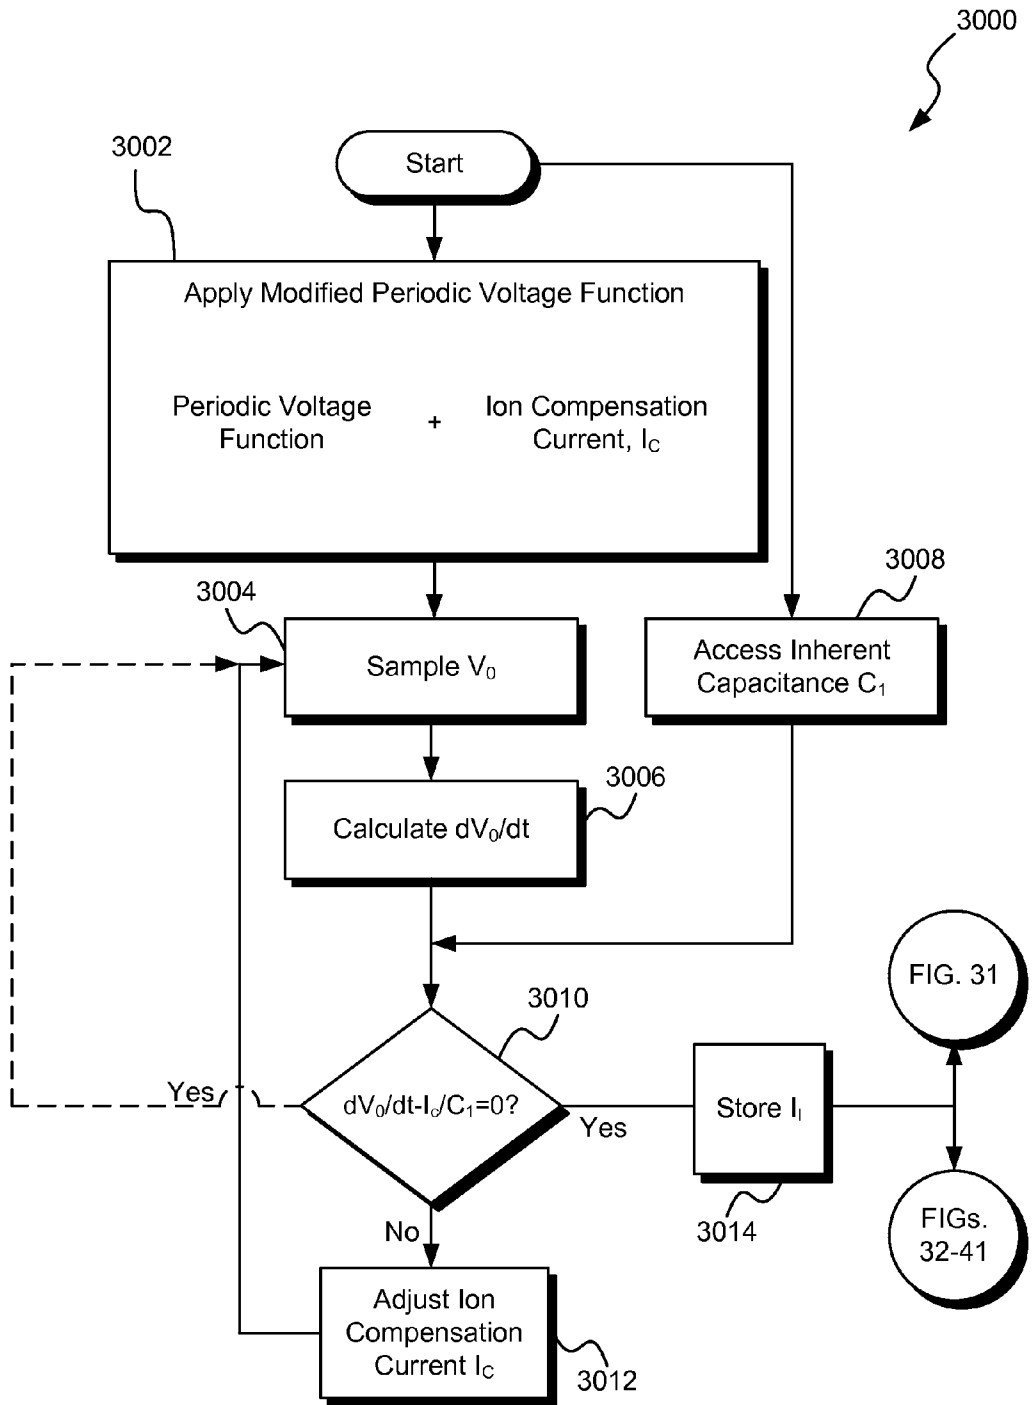 3000
3002
Start
Apply Modified Periodic Voltage Function
Periodic Voltage
Function
+
Ion Compensation
Current, I_C
3004
3008
Sample V_0
Access Inherent
Capacitance C_1
3006
Calculate dV_0/dt
3010
FIG. 31
Yes
dV_0/dt-I_c/C_1=0?
Yes
Store I_I
3014
FIGs.
32-41
No
Adjust Ion
Compensation
Current I_C
3012